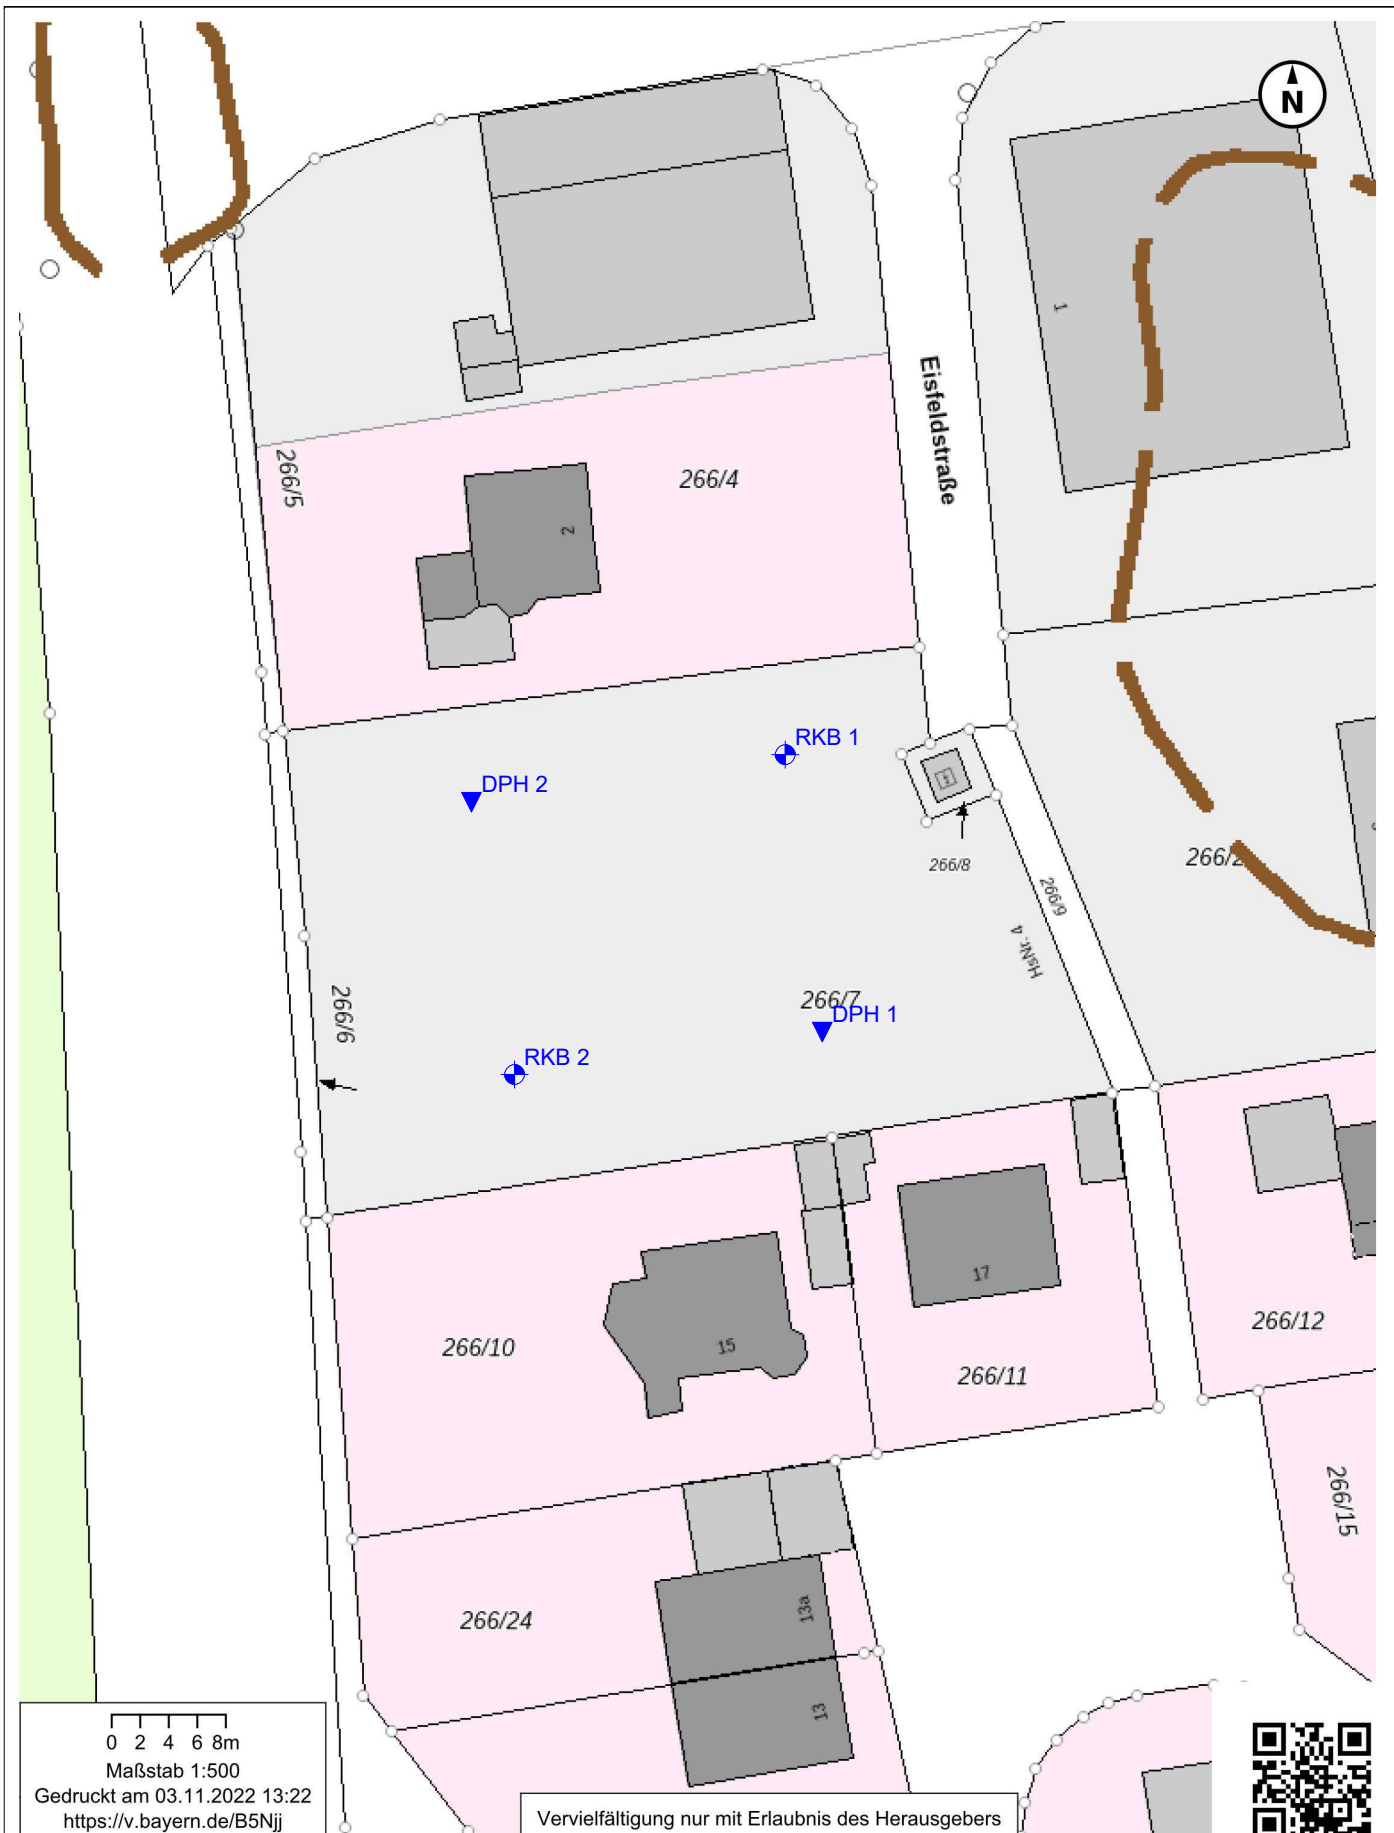 N
1
Eisfeldstraße
266/5
266/4
2
RKB 1
DPH 2
266/8
266/9
HsNr. 4
266/7
DPH 1
266/6
RKB 2
17
15
266/10
266/11
266/12
266/15
266/24
13a
13
0 2 4 6 8m
Maßstab 1:500
Gedruckt am 03.11.2022 13:22
https://v.bayern.de/B5Njj
Vervielfältigung nur mit Erlaubnis des Herausgebers